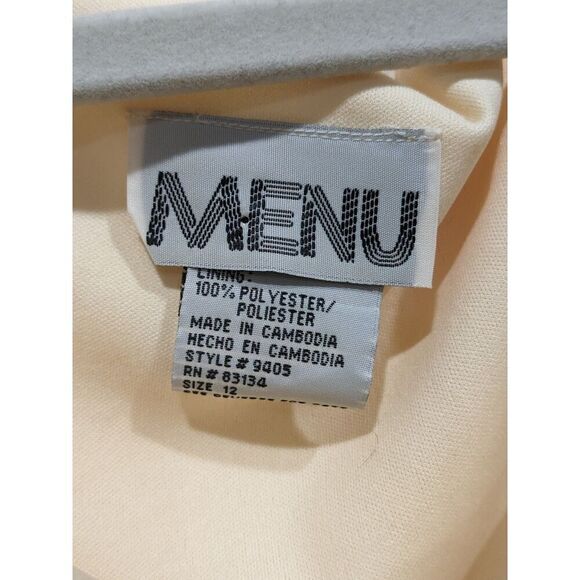 MENU
LINING-
100% POLYESTER/
POLIESTER
MADE IN CAMBODIA
HECHO EN CAMBODIA
STYLE # 9405
RN # 83134
SIZE 12